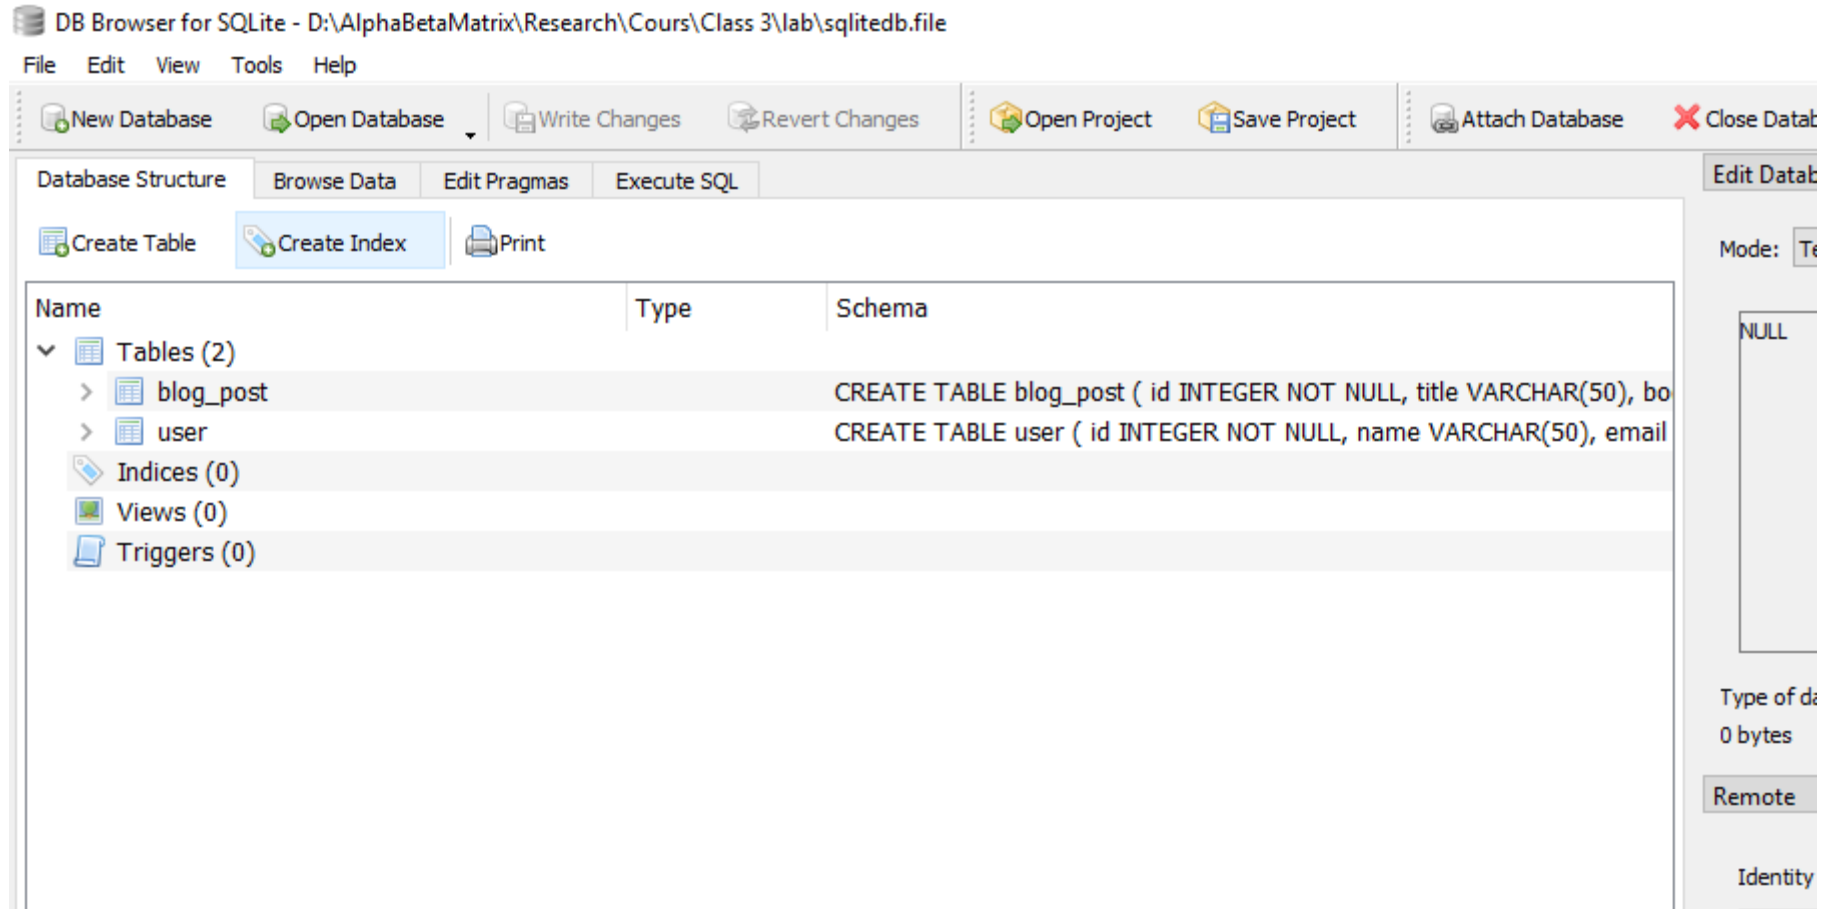 DB Browser for SQLite - D:\AlphaBetaMatrix\Research\Cours\Class 3\lab\sqlitedb.file
File Edit View Tools Help
New Database Open Database Write Changes Revert Changes Open Project Save Project Attach Database Close Datab
Database Structure Browse Data Edit Pragmas Execute SQL
Edit Datab
Create Table Create Index Print
Mode: Te
Name Type Schema
NULL
Tables (2)
blog_post CREATE TABLE blog_post ( id INTEGER NOT NULL, title VARCHAR(50), bo
user CREATE TABLE user ( id INTEGER NOT NULL, name VARCHAR(50), email
Indices (0)
Views (0)
Triggers (0)
Type of da
0 bytes
Remote
Identity